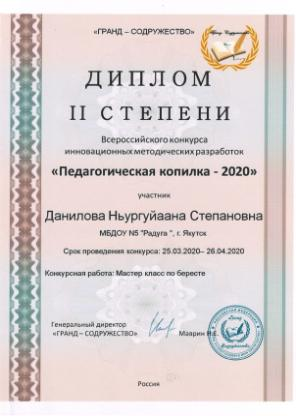 «ГРАНД – СОДРУЖЕСТВО»
ДИПЛОМ
II СТЕПЕНИ
Всероссийского конкурса
инновационных методических разработок
«Педагогическая копилка - 2020»
участник
Данилова Ньургуйаана Степановна
МБДОУ N5 "Радуга ", г. Якутск
Срок проведения конкурса: 25.03.2020– 26.04.2020
Конкурсная работа: Мастер класс по бересте
Генеральный директор
«ГРАНД – СОДРУЖЕСТВО»
Маврин И.Е.
Россия